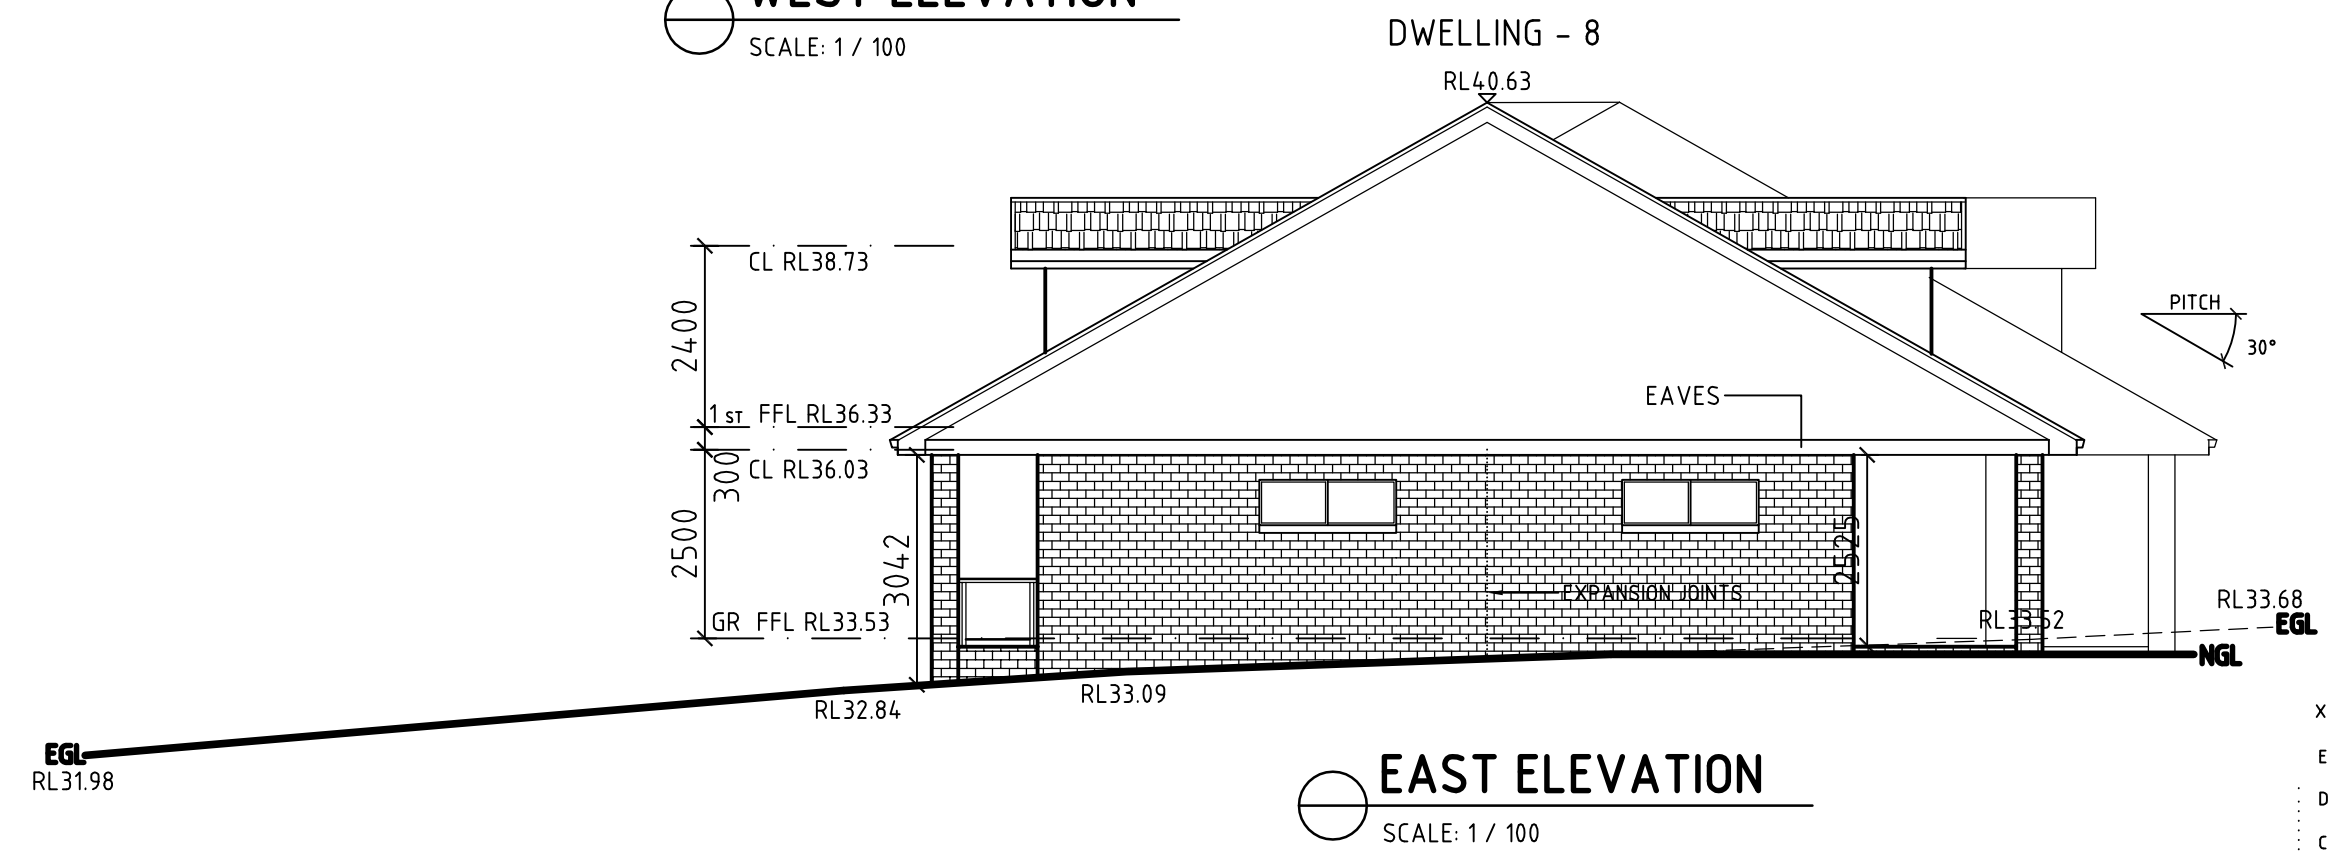 WEST ELEVATION
SCALE: 1 / 100
DWELLING - 8
RL40.63
CL RL38.73
2400
PITCH
30°
EAVES
1 ST FFL RL36.33
CL RL36.03
300
2500
3042
2525
EXPANSION JOINTS
GR FFL RL33.53
RL33.52
RL33.68
EGL
NGL
RL33.09
RL32.84
EGL
RL31.98
EAST ELEVATION
SCALE: 1 / 100
X
E
D
C